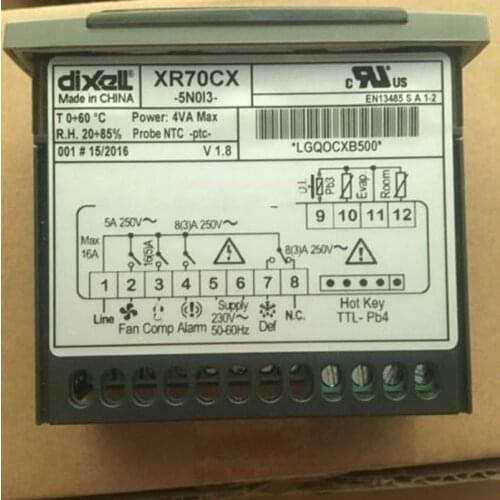 dixell
Made in CHINA
XR70CX
-5N0I3-
c RU US
EN13485 S A 1-2
T 0+60 °C Power: 4VA Max
R.H. 20+85% Probe NTC -ptc-
001 # 15/2016 V 1.8
*LGQOCXB500*
I.D. Pb3 Evap Room
9 10 11 12
5A 250V~ 8(3)A 250V~
Max 16A
16(5)A
8(3)A 250V~
1 2 3 4 5 6 7 8
Line Fan Comp Alarm Supply 230V~ 50-60Hz Def N.C.
Hot Key
TTL- Pb4